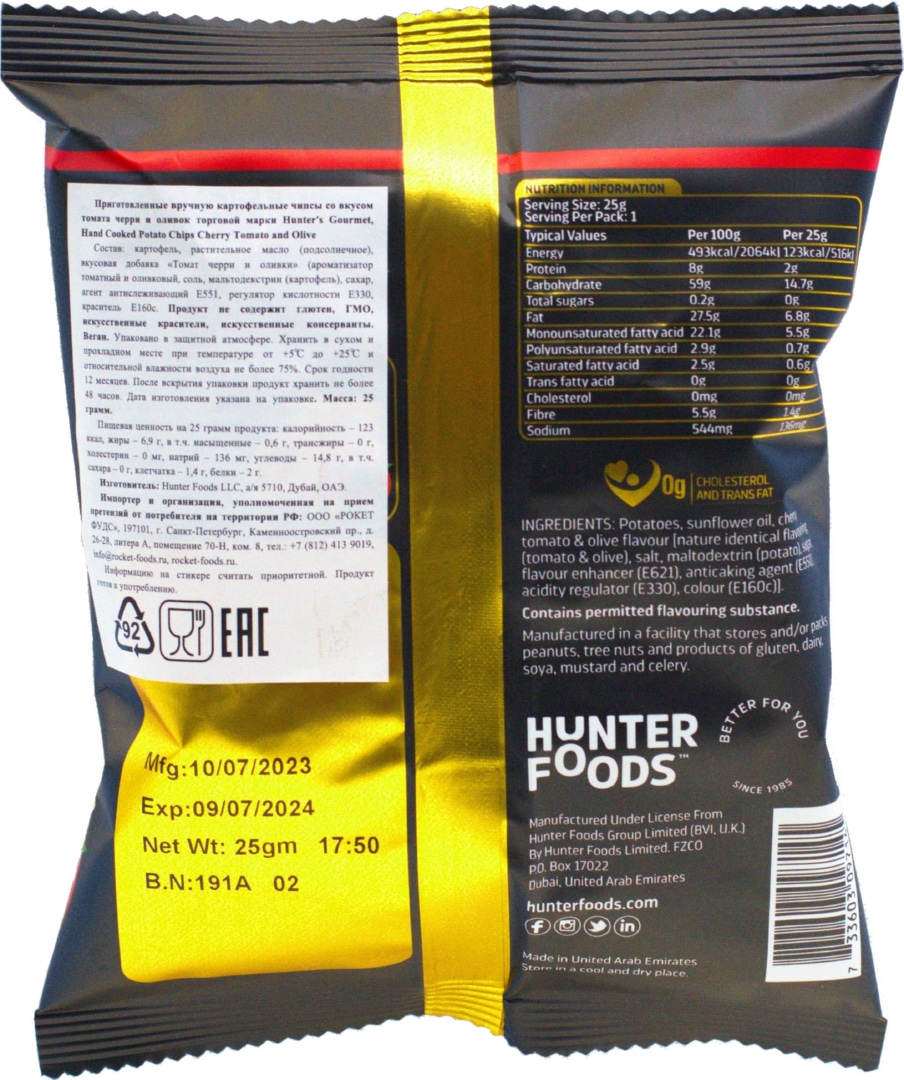 Приготовленные вручную картофельные чипсы со вкусом
томата черри и оливок торговой марки Hunter's Gourmet,
Hand Cooked Potato Chips Cherry Tomato and Olive
Состав: картофель, растительное масло (подсолнечное),
вкусовая добавка «Томат черри и оливки» (ароматизатор
томатный и оливковый, соль, мальтодекстрин (картофель), сахар,
агент антислеживающий E551, регулятор кислотности E330,
краситель E160c. Продукт не содержит глютен, ГМО,
искусственные красители, искусственные консерванты.
Веган. Упаковано в защитной атмосфере. Хранить в сухом и
прохладном месте при температуре от +5℃ до +25℃ и
относительной влажности воздуха не более 75%. Срок годности
12 месяцев. После вскрытия упаковки продукт хранить не более
48 часов. Дата изготовления указана на упаковке. Масса: 25
грамм.
Пищевая ценность на 25 грамм продукта: калорийность – 123
ккал, жиры – 6,9 г, в т.ч. насыщенные – 0,6 г, трансжиры – 0 г,
холестерин – 0 мг, натрий – 136 мг, углеводы – 14,8 г, в т.ч.
сахара – 0 г, клетчатка – 1,4 г, белки – 2 г.
Изготовитель: Hunter Foods LLC, а/я 5710, Дубай, ОАЭ.
Импортер и организация, уполномоченная на прием
претензий от потребителя на территории РФ: ООО «РОКЕТ
ФУДС», 197101, г. Санкт-Петербург, Каменноостровский пр., д.
26-28, литера А, помещение 70-Н, ком. 8, тел.: +7 (812) 413 9019,
info@rocket-foods.ru, rocket-foods.ru.
Информацию на стикере считать приоритетной. Продукт
готов к употреблению.
92
EAC
Mfg:10/07/2023
Exp:09/07/2024
Net Wt: 25gm 17:50
B.N:191A 02
NUTRITION INFORMATION
Serving Size: 25g
Serving Per Pack: 1
Typical Values Per 100g Per 25g
Energy 493kcal/2064kJ 123kcal/516kJ
Protein 8g 2g
Carbohydrate 59g 14.7g
Total sugars 0.2g 0g
Fat 27.5g 6.8g
Monounsaturated fatty acid 22.1g 5.5g
Polyunsaturated fatty acid 2.9g 0.7g
Saturated fatty acid 2.5g 0.6g
Trans fatty acid 0g 0g
Cholesterol 0mg 0mg
Fibre 5.5g 1.4g
Sodium 544mg 136mg
0g CHOLESTEROL
AND TRANS FAT
INGREDIENTS: Potatoes, sunflower oil,
tomato & olive flavour [nature identical
(tomato & olive), salt, maltodextrin (potato),
flavour enhancer (E621), anticaking agent
acidity regulator (E330), colour (E160c)].
Contains permitted flavouring substance.
Manufactured in a facility that stores and/or packs
peanuts, tree nuts and products of gluten, dairy,
soya, mustard and celery.
HUNTER
FOODS™
BETTER FOR YOU
SINCE 1985
Manufactured Under License From
Hunter Foods Group Limited (BVI, U.K.)
By Hunter Foods Limited. FZCO
P.O. Box 17022
Dubai, United Arab Emirates
hunterfoods.com
Made in United Arab Emirates
Store in a cool and dry place.